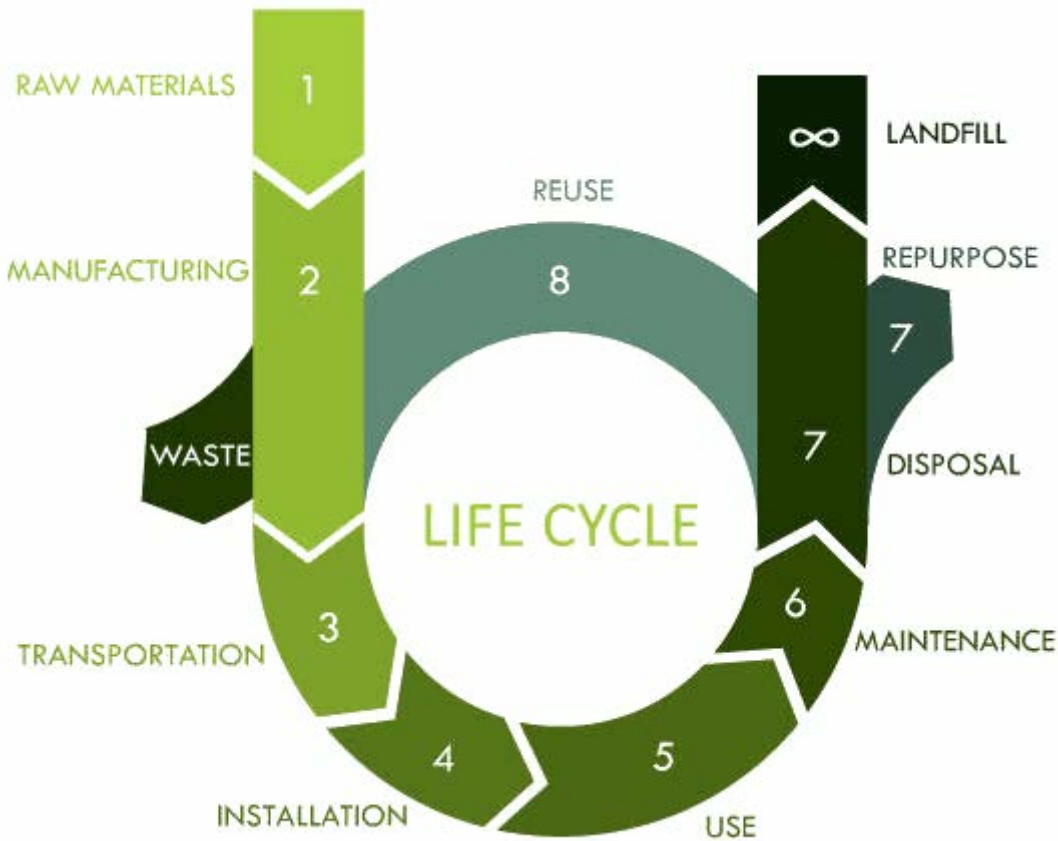 RAW MATERIALS
1
MANUFACTURING
2
WASTE
TRANSPORTATION
3
INSTALLATION
4
USE
5
MAINTENANCE
6
DISPOSAL
7
REPURPOSE
7
LANDFILL
∞
REUSE
8
LIFE CYCLE